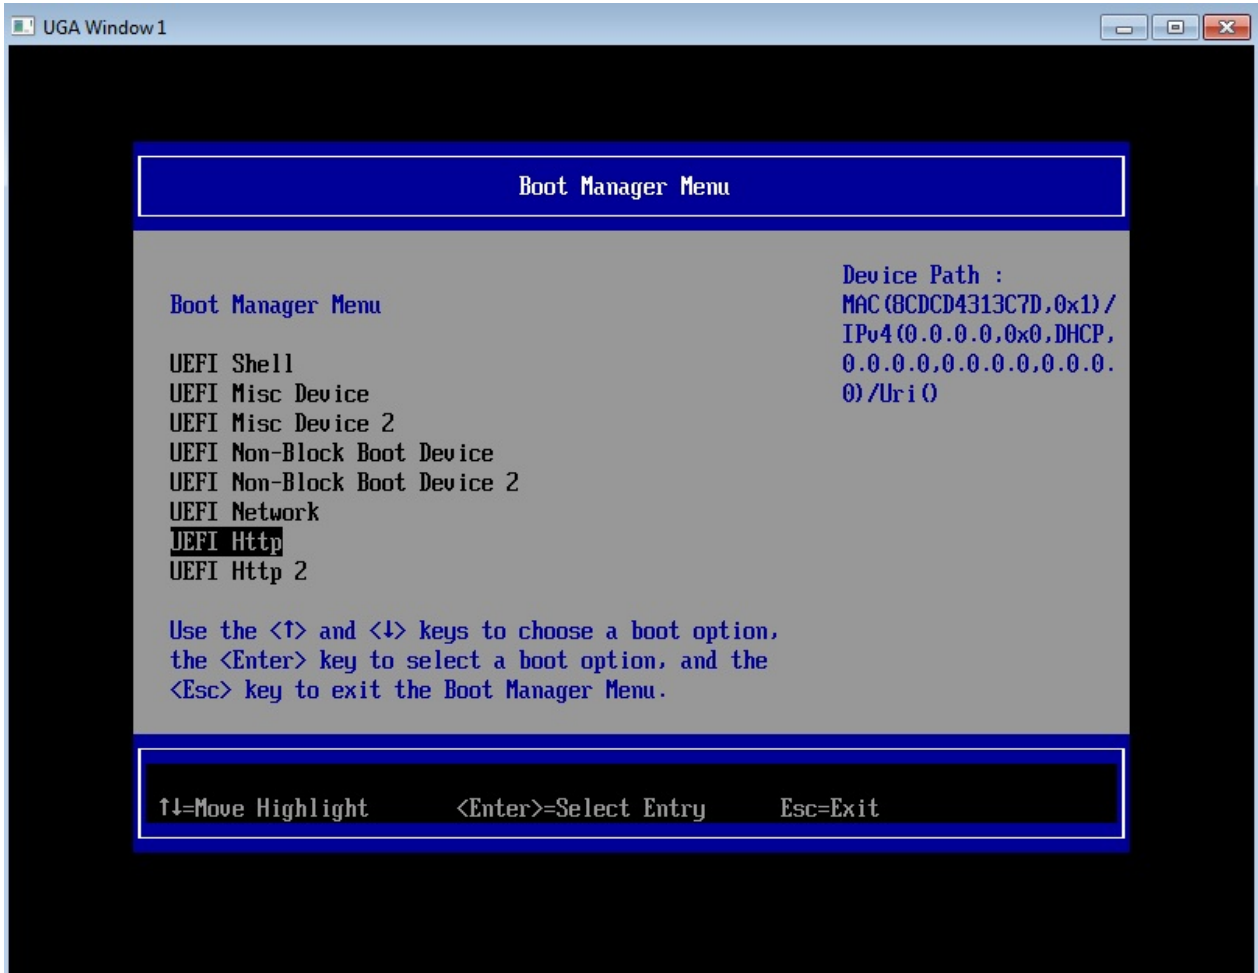 UGA Window 1
Boot Manager Menu
Boot Manager Menu
UEFI Shell
UEFI Misc Device
UEFI Misc Device 2
UEFI Non-Block Boot Device
UEFI Non-Block Boot Device 2
UEFI Network
UEFI Http
UEFI Http 2
Use the <↑> and <↓> keys to choose a boot option,
the <Enter> key to select a boot option, and the
<Esc> key to exit the Boot Manager Menu.
Device Path :
MAC(8CDCD4313C7D,0x1)/
IPv4(0.0.0.0,0x0,DHCP,
0.0.0.0,0.0.0.0,0.0.0.
0)/Uri()
↑↓=Move Highlight <Enter>=Select Entry Esc=Exit